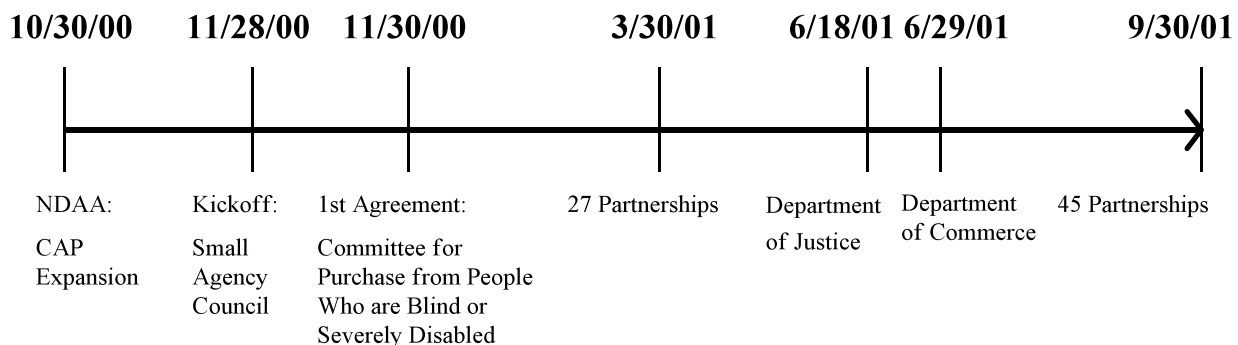 10/30/00 11/28/00 11/30/00 3/30/01 6/18/01 6/29/01 9/30/01
NDAA:
CAP
Expansion
Kickoff:
Small
Agency
Council
1st Agreement:
Committee for
Purchase from People
Who are Blind or
Severely Disabled
27 Partnerships
Department
of Justice
Department
of Commerce
45 Partnerships